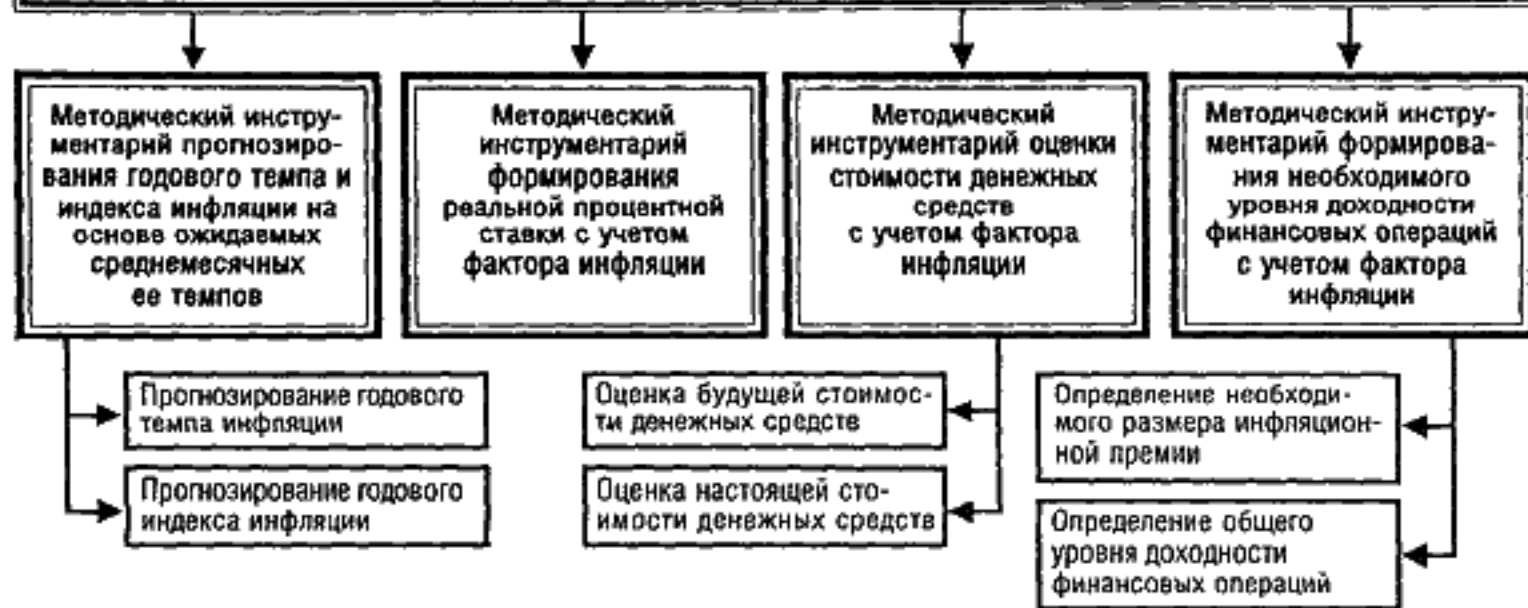 Методический инстру-
ментарий прогнозиро-
вания годового темпа и
индекса инфляции на
основе ожидаемых
среднемесячных
ее темпов
Методический
инструментарий
формирования
реальной процентной
ставки с учетом
фактора инфляции
Методический
инструментарий оценки
стоимости денежных
средств
с учетом фактора
инфляции
Методический инстру-
ментарий формирова-
ния необходимого
уровня доходности
финансовых операций
с учетом фактора
инфляции
Прогнозирование годового
темпа инфляции
Прогнозирование годового
индекса инфляции
Оценка будущей стоимос-
ти денежных средств
Оценка настоящей сто-
имости денежных средств
Определение необходи-
мого размера инфляцион-
ной премии
Определение общего
уровня доходности
финансовых операций